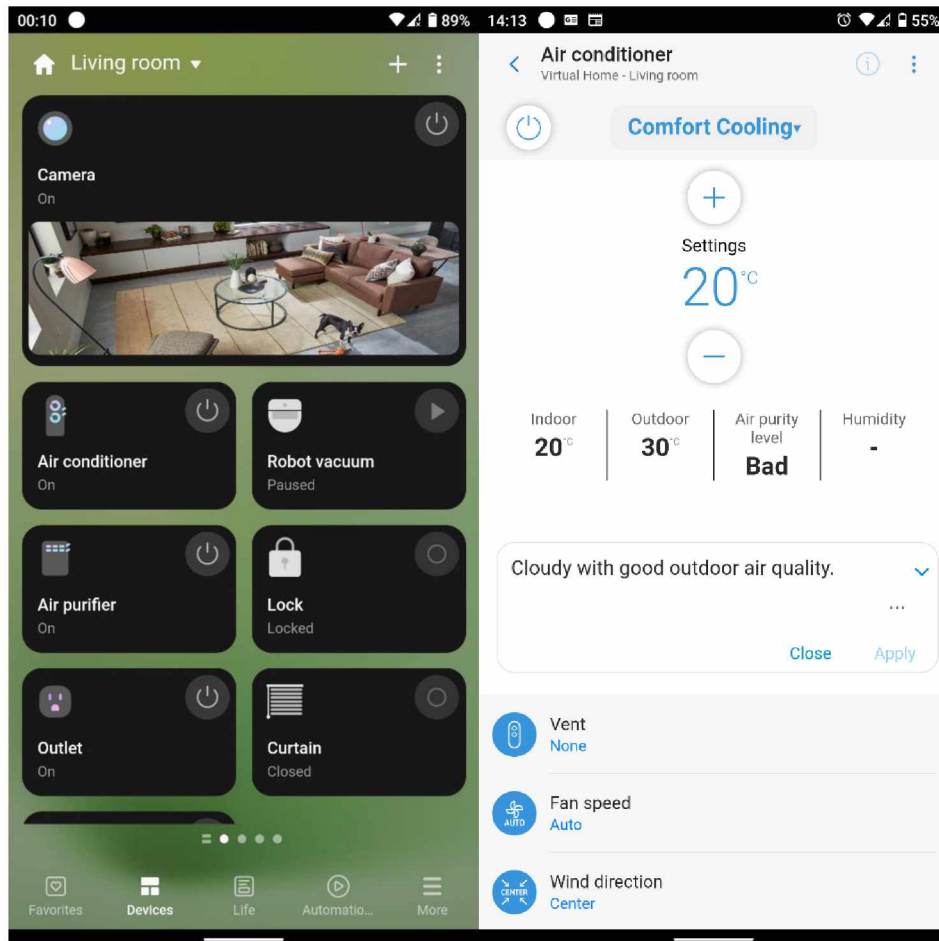 00:10
89%
Living room
Camera
On
Air conditioner
On
Robot vacuum
Paused
Air purifier
On
Lock
Locked
Outlet
On
Curtain
Closed
Favorites
Devices
Life
Automatio...
More
14:13
55%
Air conditioner
Virtual Home - Living room
Comfort Cooling
+
Settings
20°C
—
Indoor
20°C
Outdoor
30°C
Air purity
level
Bad
Humidity
-
Cloudy with good outdoor air quality.
...
Close
Apply
Vent
None
AUTO
Fan speed
Auto
CENTER
Wind direction
Center